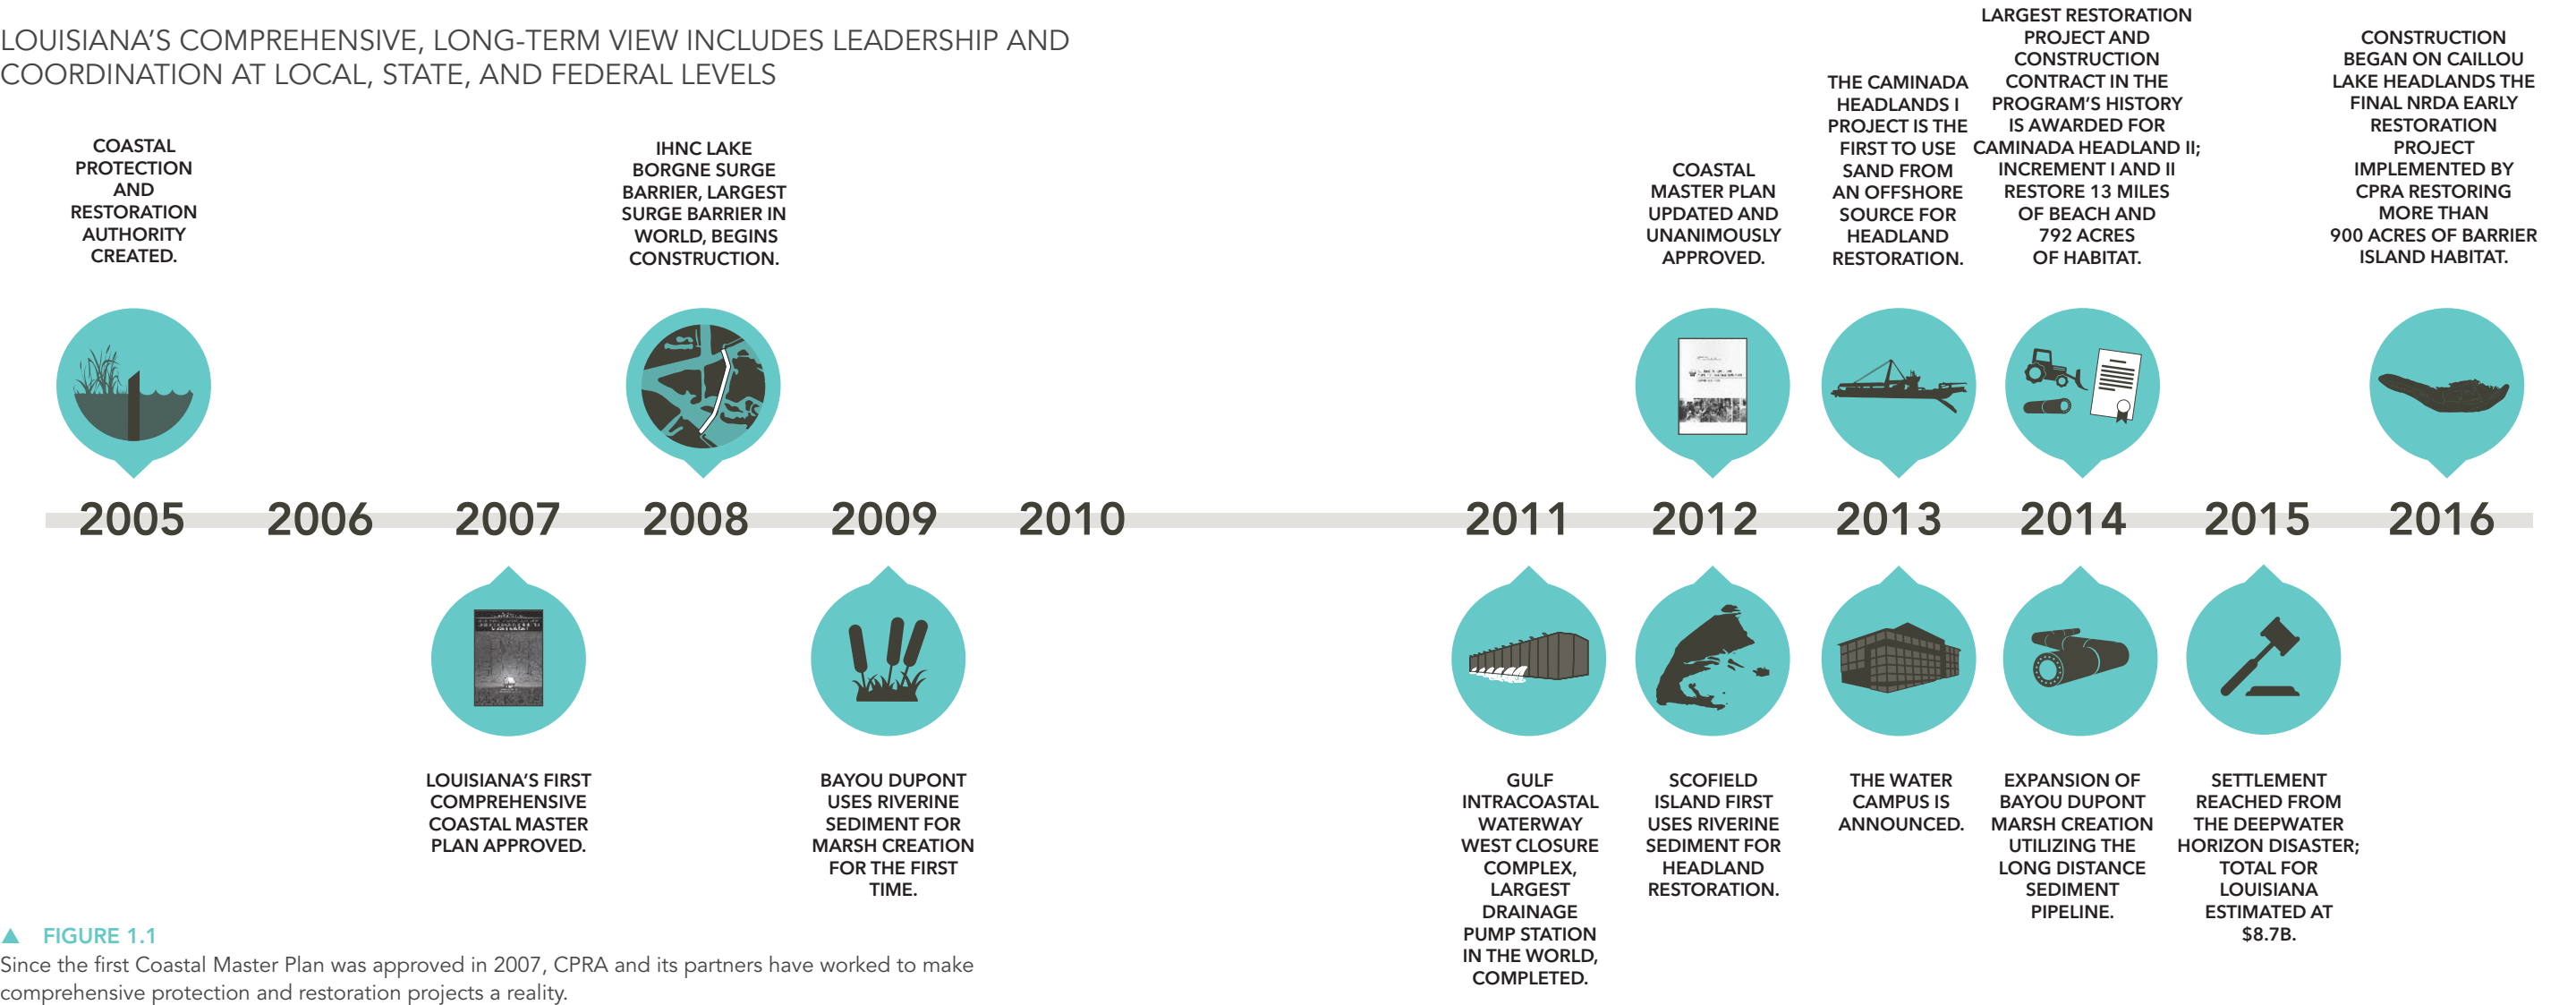 LOUISIANA’S COMPREHENSIVE, LONG-TERM VIEW INCLUDES LEADERSHIP AND
COORDINATION AT LOCAL, STATE, AND FEDERAL LEVELS
COASTAL
PROTECTION
AND
RESTORATION
AUTHORITY
CREATED.
IHNC LAKE
BORGNE SURGE
BARRIER, LARGEST
SURGE BARRIER IN
WORLD, BEGINS
CONSTRUCTION.
COASTAL
MASTER PLAN
UPDATED AND
UNANIMOUSLY
APPROVED.
THE CAMINADA
HEADLANDS I
PROJECT IS THE
FIRST TO USE
SAND FROM
AN OFFSHORE
SOURCE FOR
HEADLAND
RESTORATION.
LARGEST RESTORATION
PROJECT AND
CONSTRUCTION
CONTRACT IN THE
PROGRAM’S HISTORY
IS AWARDED FOR
CAMINADA HEADLAND II;
INCREMENT I AND II
RESTORE 13 MILES
OF BEACH AND
792 ACRES
OF HABITAT.
CONSTRUCTION
BEGAN ON CAILLOU
LAKE HEADLANDS THE
FINAL NRDA EARLY
RESTORATION
PROJECT
IMPLEMENTED BY
CPRA RESTORING
MORE THAN
900 ACRES OF BARRIER
ISLAND HABITAT.
2005 2006 2007 2008 2009 2010 2011 2012 2013 2014 2015 2016
LOUISIANA’S FIRST
COMPREHENSIVE
COASTAL MASTER
PLAN APPROVED.
BAYOU DUPONT
USES RIVERINE
SEDIMENT FOR
MARSH CREATION
FOR THE FIRST
TIME.
GULF
INTRACOASTAL
WATERWAY
WEST CLOSURE
COMPLEX,
LARGEST
DRAINAGE
PUMP STATION
IN THE WORLD,
COMPLETED.
SCOFIELD
ISLAND FIRST
USES RIVERINE
SEDIMENT FOR
HEADLAND
RESTORATION.
THE WATER
CAMPUS IS
ANNOUNCED.
EXPANSION OF
BAYOU DUPONT
MARSH CREATION
UTILIZING THE
LONG DISTANCE
SEDIMENT
PIPELINE.
SETTLEMENT
REACHED FROM
THE DEEPWATER
HORIZON DISASTER;
TOTAL FOR
LOUISIANA
ESTIMATED AT
$8.7B.
▲ FIGURE 1.1
Since the first Coastal Master Plan was approved in 2007, CPRA and its partners have worked to make
comprehensive protection and restoration projects a reality.